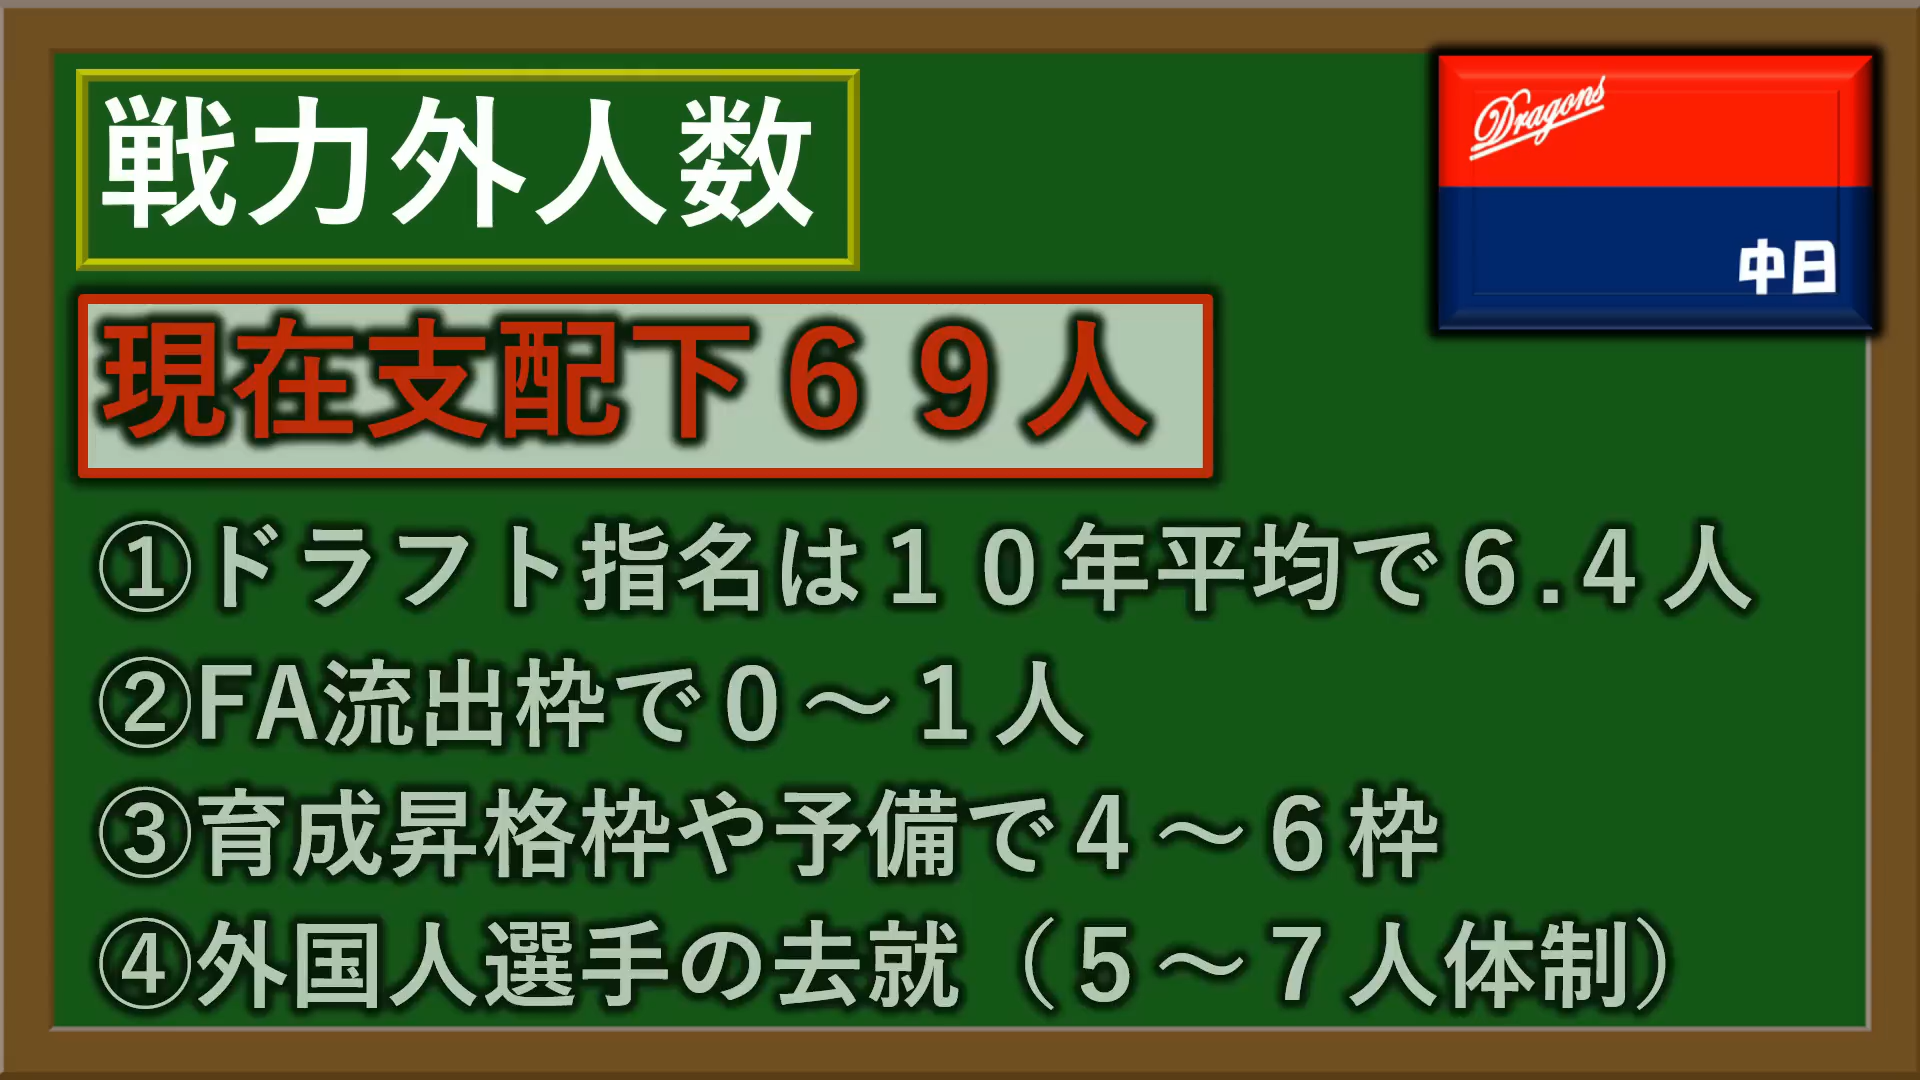 戦力外人数
Dragons
中日
現在支配下６９人
①ドラフト指名は１０年平均で６.４人
②FA流出枠で０～１人
③育成昇格枠や予備で４～６枠
④外国人選手の去就（５～７人体制）